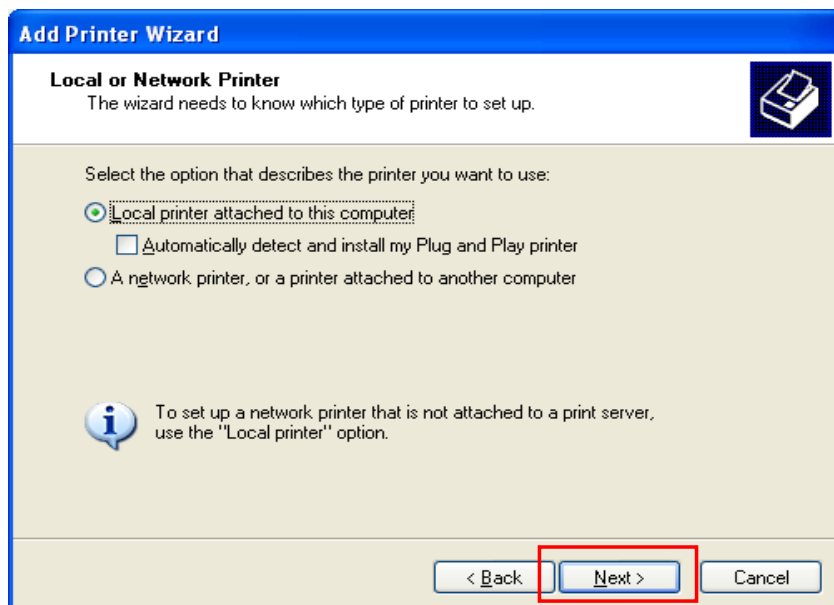 Add Printer Wizard
Local or Network Printer
The wizard needs to know which type of printer to set up.
Select the option that describes the printer you want to use:
Local printer attached to this computer
Automatically detect and install my Plug and Play printer
A network printer, or a printer attached to another computer
To set up a network printer that is not attached to a print server,
use the "Local printer" option.
< Back Next > Cancel